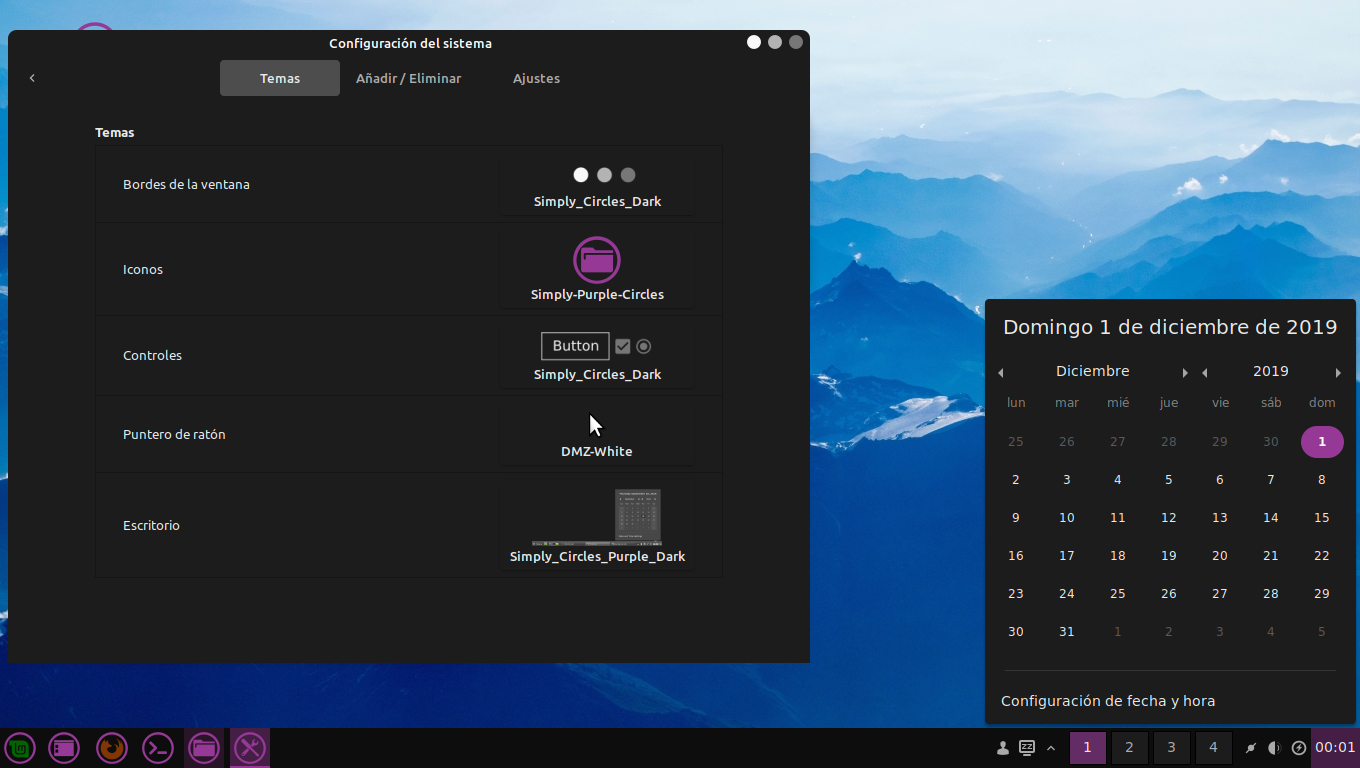 Configuración del sistema
Temas
Añadir / Eliminar
Ajustes
Temas
Bordes de la ventana
Simply_Circles_Dark
Iconos
Simply-Purple-Circles
Controles
Button
Simply_Circles_Dark
Puntero de ratón
DMZ-White
Escritorio
Simply_Circles_Purple_Dark
Domingo 1 de diciembre de 2019
Diciembre 2019
lun mar mié jue vie sáb dom
25 26 27 28 29 30 1
2 3 4 5 6 7 8
9 10 11 12 13 14 15
16 17 18 19 20 21 22
23 24 25 26 27 28 29
30 31 1 2 3 4 5
Configuración de fecha y hora
zz
1 2 3 4
00:01